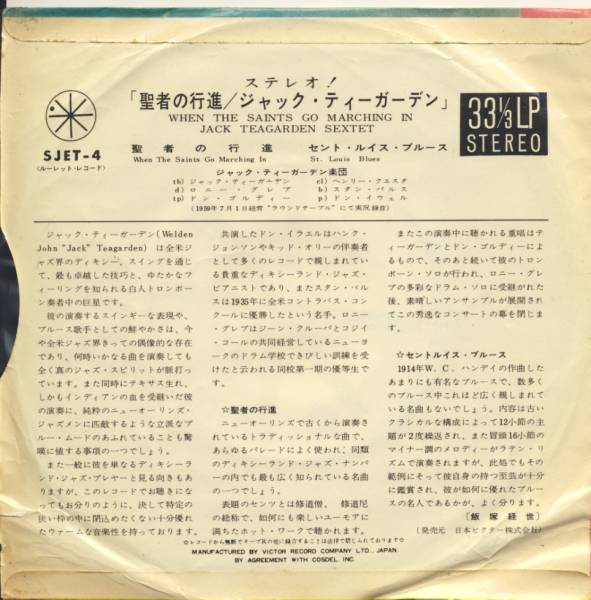 ステレオ!
「聖者の行進/ジャック・ティーガーデン」
WHEN THE SAINTS GO MARCHING IN
JACK TEAGARDEN SEXTET
SJET-4
(ルーレット・レコード)
33⅓LP
STEREO
聖者の行進 セント・ルイス・ブルース
When The Saints Go Marching In St. Louis Blues
ジャック・ティーガーデン楽団
tb) ジャック・ティーガーデン cl) ヘンリー・クエスタ
d) ロニー・グレブ b) スタン・パルス
tp) ドン・ゴルディー p) ドン・イウェル
(1959年7月1日経営“ラウンドテーブル”にて実況録音)
ジャック・ティーガーデン(Welden
John “Jack” Teagarden)は全米ジャ
ズ界のディキシー、スイングを通じ
て、最も卓越した技巧と、ゆたかなフ
ィーリングを知られる白人トロンボー
ン奏者中の巨星です。
彼の演奏するスインギーな表現や、
ブルース歌手としての鮮やかさは、今
や全米ジャズ界きっての偶像的な存在
であり、何時いかなる曲を演奏しても
全く真のジャズ・スピリットが脈打っ
ています。また同時にテキサス生れ、し
かもインディアンの血を受継いだ彼
の演奏に、純粋のニューオーリンズ・
ジャズメンに匹敵するような立派なブ
ルー・ムードのあふれていることも驚
嘆に値する事項の一つでしょう。
また一般に彼を単なるディキシーラ
ンド・ジャズ・プレヤーと見る向きもあ
りますが、このレコードでお聴きにな
ってもお分りのように、決して特定の
狭い枠の中に閉込めたくない十分優れ
たウァームな音楽性を持っております。
共演したドン・イラエルはハンク・
ジョンソンやキッド・オリーの伴奏者
として多くのレコードで親しまれてい
る貴重なディキシーランド・ジャズ・
ピアニストであり、またスタン・パル
スは1935年に全米コントラバス・コン
クールに優勝したという名手。ロニー
・グレブはジーン・クルーパとコジイ
・コールの共同経営しているニューヨ
ークのドラム学校できびしい訓練を受
けたと云われる同校第一期の優等生で
す。
☆聖者の行進
ニューオーリンズで古くから演奏さ
れているトラディッショナルな曲で、
あらゆるパレードによく使われ、同類
のディキシーランド・ジャズ・ナンバ
ーの内でも最も広く知られている名曲
の一つでしょう。
表題のセンツとは修道僧、修道尼
の総称で、如何にも楽しいユーモアに
満ちたホット・ワークで聴かれます。
またこの演奏中に聴かれる重唱はテ
ィーガーデンとドン・ゴルディーによ
るもので、そのあと続いて彼のトロン
ボーン・ソロが行われ、ロニー・グレ
ブの多彩なドラム・ソロに受継がれた
後、素晴しいアンサンブルが展開され
てこの秀逸なコンサートの幕を閉じま
す。
☆セントルイス・ブルース
1914年W.C.ハンディの作曲した
あまりにも有名なブルースで、数多く
のブルース中これほど広く親しまれて
いる名曲もないでしょう。内容は古い
クラシカルな構成によって12小節の主
題が2度繰返され、また冒頭16小節の
マイナー調のメロディーがラテン・リ
ズムで演奏されますが、此処でもその
範例にそって彼自身の持つ至芸が十分
に鑑賞され、彼が如何に優れたブルース
の名人であるかが、よく分ります。
〔飯塚経世〕
(発売元 日本ビクター株式会社)
☆レコードから無断でテープ其の他に録音することは法律で禁じられております☆
MANUFACTURED BY VICTOR RECORD COMPANY LTD., JAPAN.
BY AGREEMENT WITH COSDEL INC.